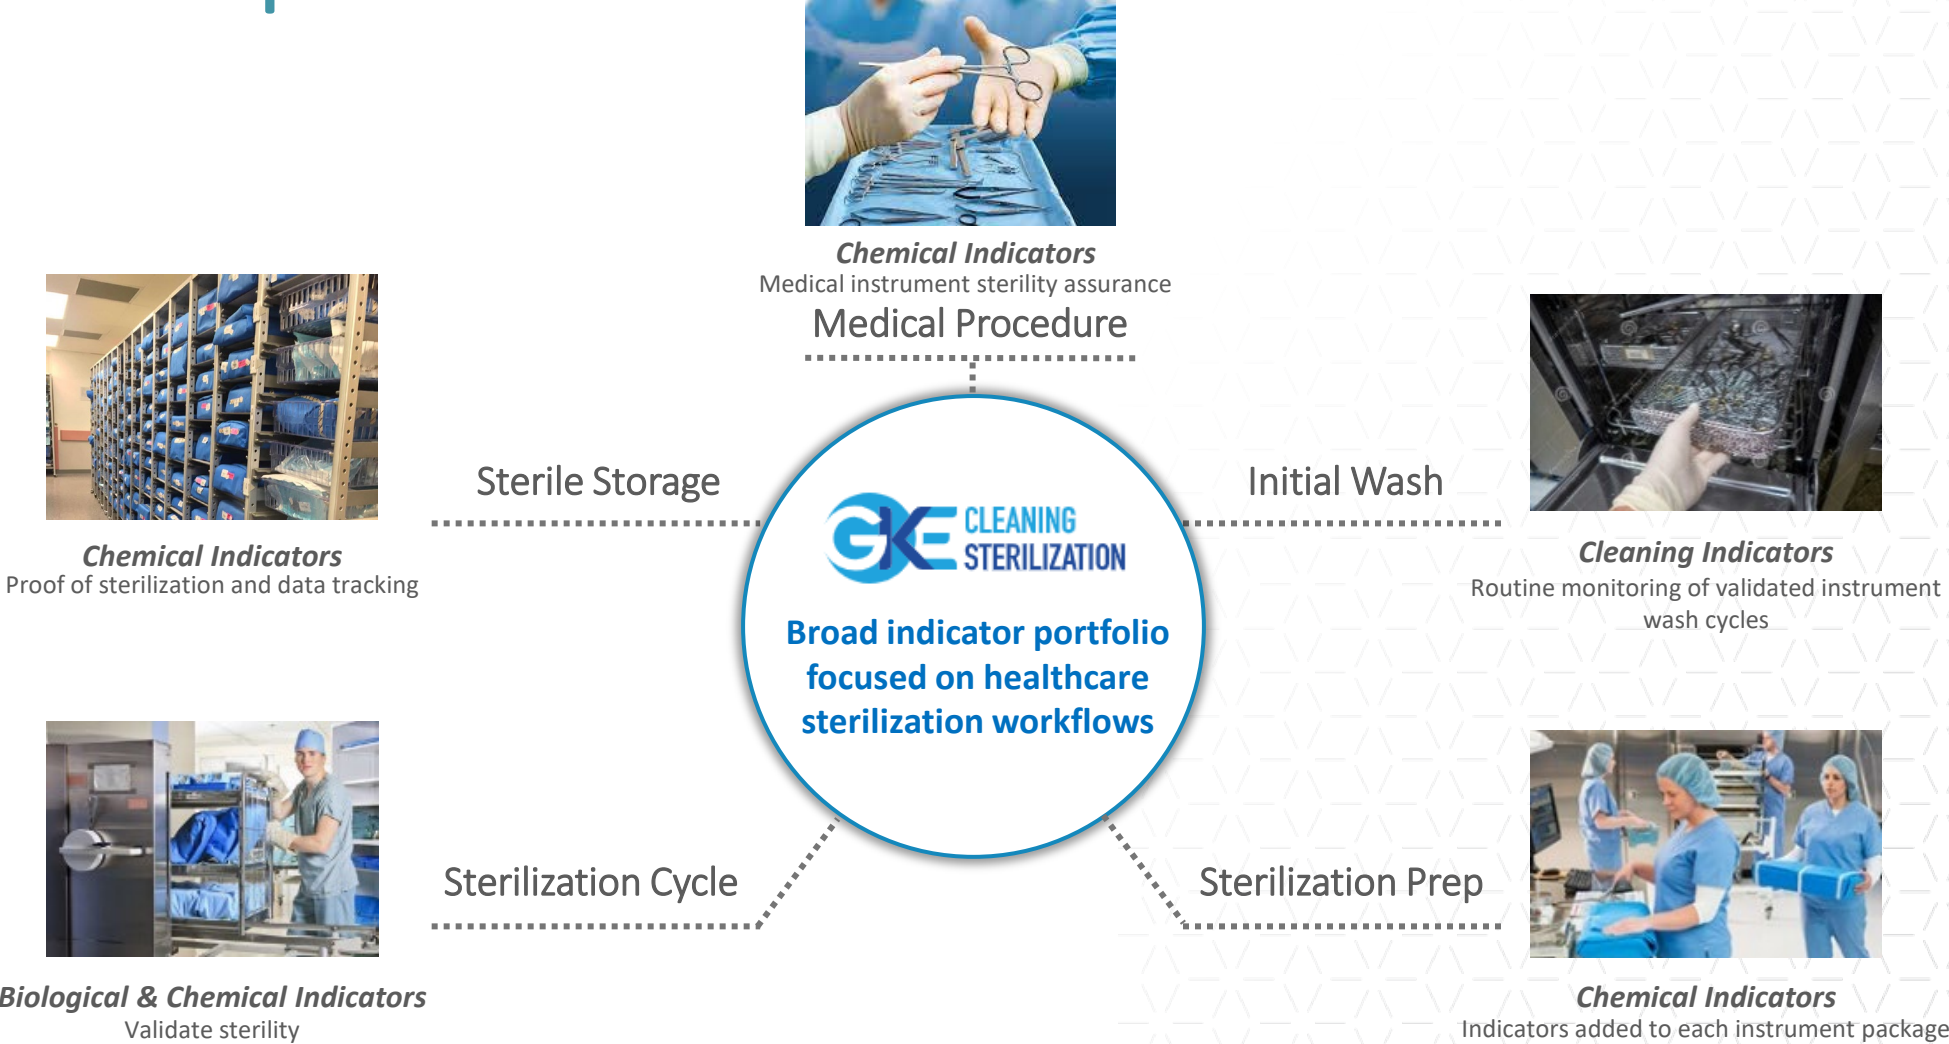 Chemical Indicators
Medical instrument sterility assurance
Medical Procedure
Sterile Storage
Chemical Indicators
Proof of sterilization and data tracking
Initial Wash
Cleaning Indicators
Routine monitoring of validated instrument
wash cycles
GKE CLEANING
STERILIZATION
Broad indicator portfolio
focused on healthcare
sterilization workflows
Sterilization Cycle
Biological & Chemical Indicators
Validate sterility
Sterilization Prep
Chemical Indicators
Indicators added to each instrument package